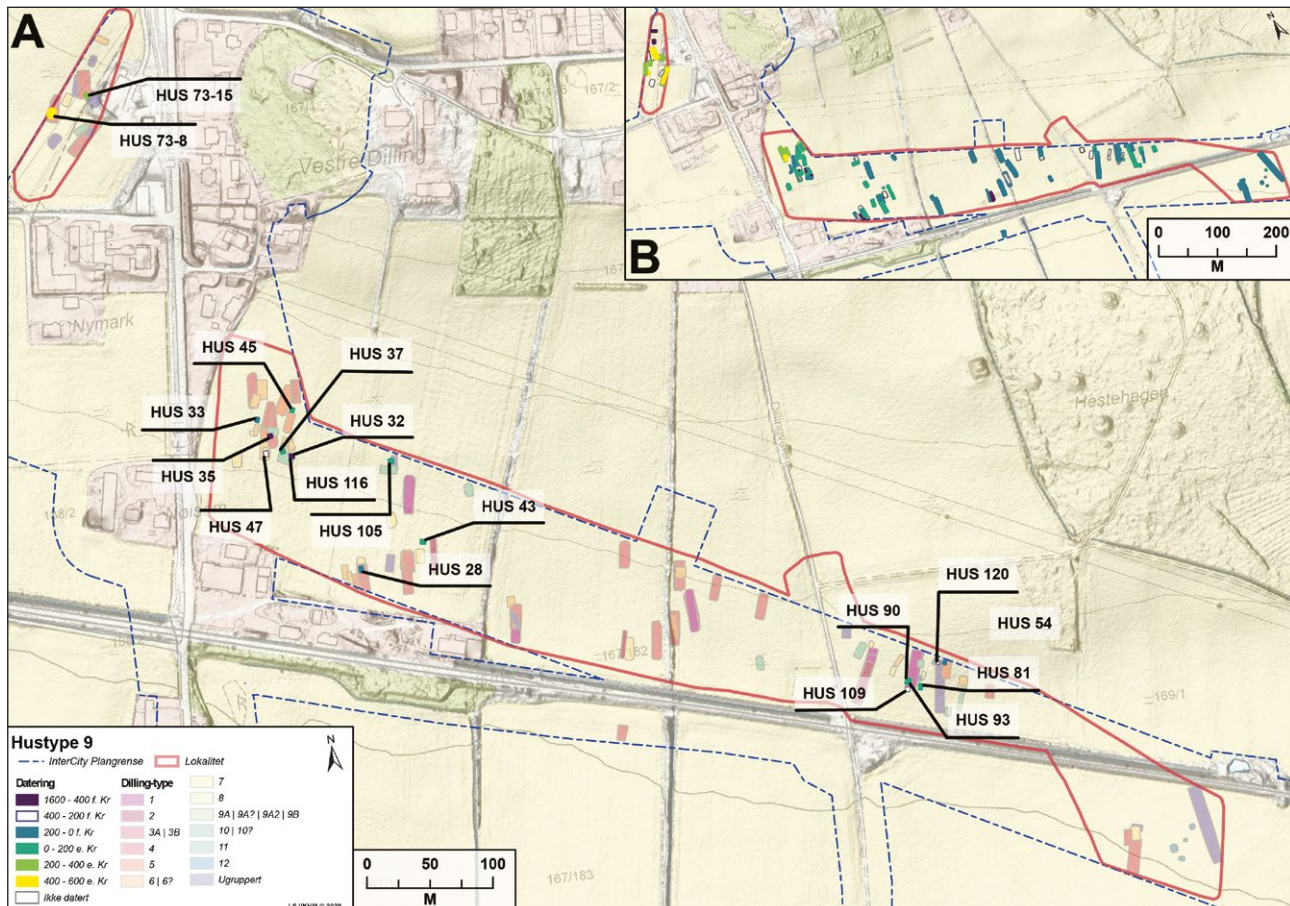 A
B
N
HUS 73-15
HUS 73-8
167/1
167/2
Vestre Dilling
0 100 200
M
Nymark
HUS 45
HUS 37
HUS 33
HUS 32
HUS 35
HUS 116
HUS 47
HUS 105
HUS 43
HUS 28
Hestehagen
HUS 120
HUS 90
HUS 54
167/182
169/1
HUS 81
HUS 109
HUS 93
167/183
Hustype 9
N
InterCity Plangrense
Lokalitet
Datering
1600 - 400 f. Kr
400 - 200 f. Kr
200 - 0 f. Kr
0 - 200 e. Kr
200 - 400 e. Kr
400 - 600 e. Kr
Ikke datert
Dilling-type
1
2
3A | 3B
4
5
6 | 6?
7
8
9A | 9A? | 9A2 | 9B
10 | 10?
11
12
Ugruppert
0 50 100
M